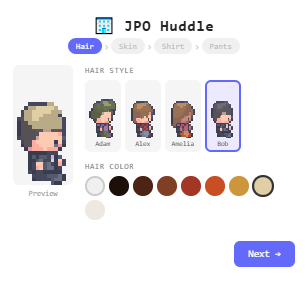 JPO Huddle
Hair › Skin › Shirt › Pants
HAIR STYLE
Adam Alex Amelia Bob
Preview
HAIR COLOR
Next →